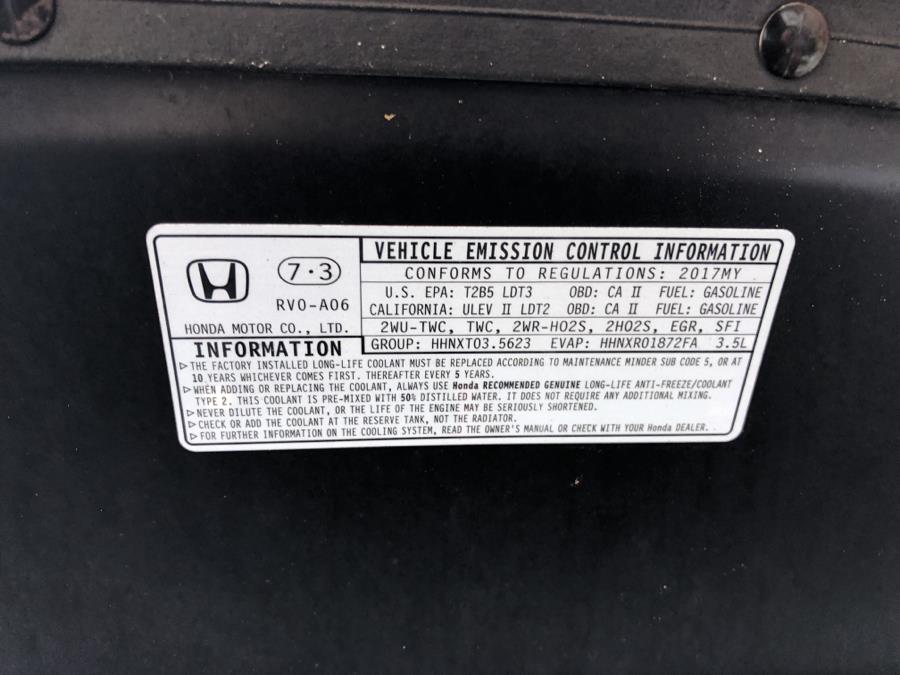 7·3
RV0-A06
HONDA MOTOR CO., LTD.
VEHICLE EMISSION CONTROL INFORMATION
CONFORMS TO REGULATIONS: 2017MY
U.S. EPA: T2B5 LDT3 OBD: CA II FUEL: GASOLINE
CALIFORNIA: ULEV II LDT2 OBD: CA II FUEL: GASOLINE
2WU-TWC, TWC, 2WR-HO2S, 2HO2S, EGR, SFI
GROUP: HHNXT03.5623 EVAP: HHNXR01872FA 3.5L
INFORMATION
▷THE FACTORY INSTALLED LONG-LIFE COOLANT MUST BE REPLACED ACCORDING TO MAINTENANCE MINDER SUB CODE 5, OR AT
10 YEARS WHICHEVER COMES FIRST. THEREAFTER EVERY 5 YEARS.
▷WHEN ADDING OR REPLACING THE COOLANT, ALWAYS USE Honda RECOMMENDED GENUINE LONG-LIFE ANTI-FREEZE/COOLANT
TYPE 2. THIS COOLANT IS PRE-MIXED WITH 50% DISTILLED WATER. IT DOES NOT REQUIRE ANY ADDITIONAL MIXING.
▷NEVER DILUTE THE COOLANT, OR THE LIFE OF THE ENGINE MAY BE SERIOUSLY SHORTENED.
▷CHECK OR ADD THE COOLANT AT THE RESERVE TANK, NOT THE RADIATOR.
▷FOR FURTHER INFORMATION ON THE COOLING SYSTEM, READ THE OWNER'S MANUAL OR CHECK WITH YOUR Honda DEALER.